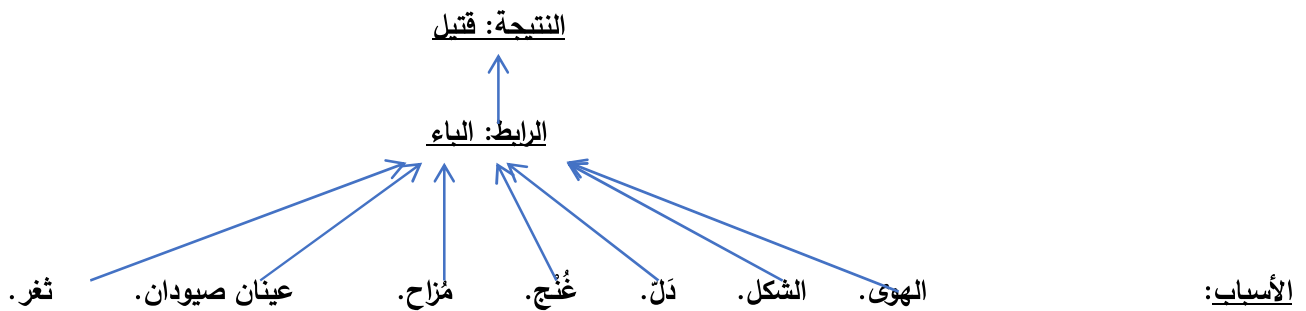 النتيجة: قتيل
الرابط: الباء
الأسباب: الهوى. الشكل. دَلّ. غُنْج. مُزاح. عينان صيودان. ثغر.